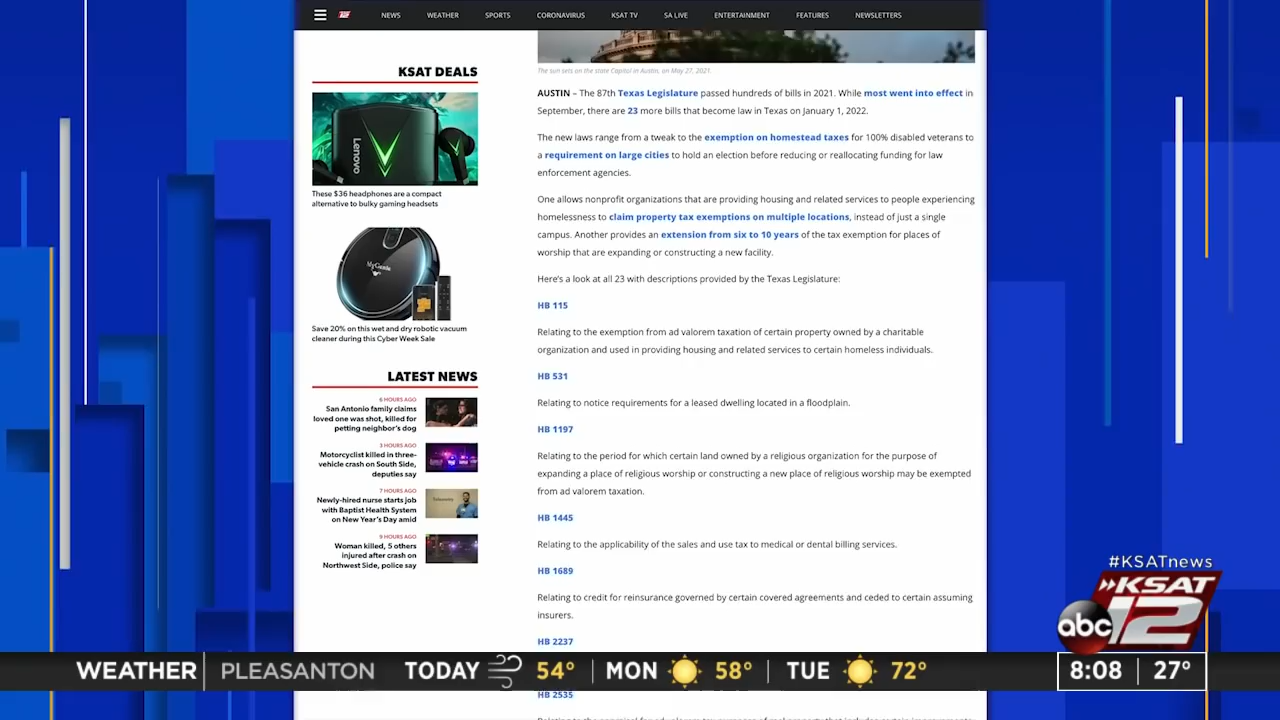 NEWS WEATHER SPORTS CORONAVIRUS KSAT TV SA LIVE ENTERTAINMENT FEATURES NEWSLETTERS
KSAT DEALS
Lenovo
These $36 headphones are a compact
alternative to bulky gaming headsets
MyGenie
Save 20% on this wet and dry robotic vacuum
cleaner during this Cyber Week Sale
LATEST NEWS
6 HOURS AGO
San Antonio family claims
loved one was shot, killed for
petting neighbor's dog
3 HOURS AGO
Motorcyclist killed in three-
vehicle crash on South Side,
deputies say
7 HOURS AGO
Newly-hired nurse starts job
with Baptist Health System
on New Year's Day amid
9 HOURS AGO
Woman killed, 5 others
injured after crash on
Northwest Side, police say
The sun sets on the state Capitol in Austin, on May 27, 2021.
AUSTIN – The 87th Texas Legislature passed hundreds of bills in 2021. While most went into effect in
September, there are 23 more bills that become law in Texas on January 1, 2022.
The new laws range from a tweak to the exemption on homestead taxes for 100% disabled veterans to
a requirement on large cities to hold an election before reducing or reallocating funding for law
enforcement agencies.
One allows nonprofit organizations that are providing housing and related services to people experiencing
homelessness to claim property tax exemptions on multiple locations, instead of just a single
campus. Another provides an extension from six to 10 years of the tax exemption for places of
worship that are expanding or constructing a new facility.
Here's a look at all 23 with descriptions provided by the Texas Legislature:
HB 115
Relating to the exemption from ad valorem taxation of certain property owned by a charitable
organization and used in providing housing and related services to certain homeless individuals.
HB 531
Relating to notice requirements for a leased dwelling located in a floodplain.
HB 1197
Relating to the period for which certain land owned by a religious organization for the purpose of
expanding a place of religious worship or constructing a new place of religious worship may be exempted
from ad valorem taxation.
HB 1445
Relating to the applicability of the sales and use tax to medical or dental billing services.
HB 1689
Relating to credit for reinsurance governed by certain covered agreements and ceded to certain assuming
insurers.
HB 2237
HB 2535
#KSATnews
KSAT
abc 12
WEATHER PLEASANTON TODAY 54° MON 58° TUE 72° 8:08 27°